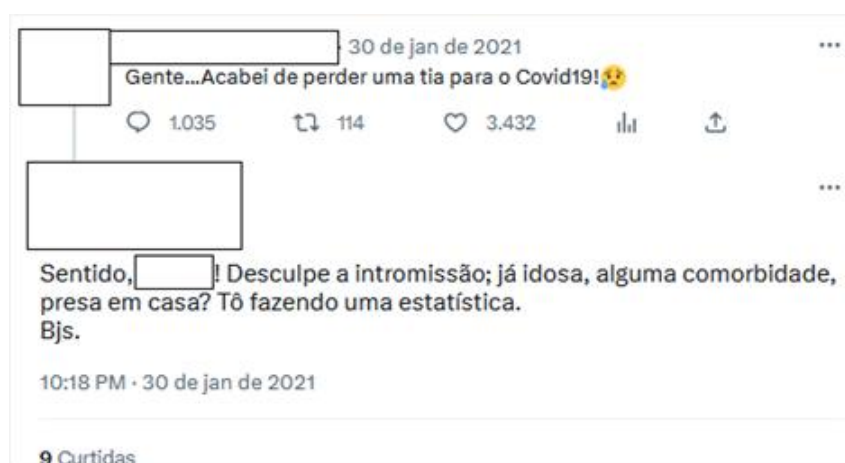 30 de jan de 2021
Gente...Acabei de perder uma tia para o Covid19!😥
1.035 114 3.432
Sentido, ! Desculpe a intromissão; já idosa, alguma comorbidade,
presa em casa? Tô fazendo uma estatística.
Bjs.
10:18 PM · 30 de jan de 2021
9 Curtidas